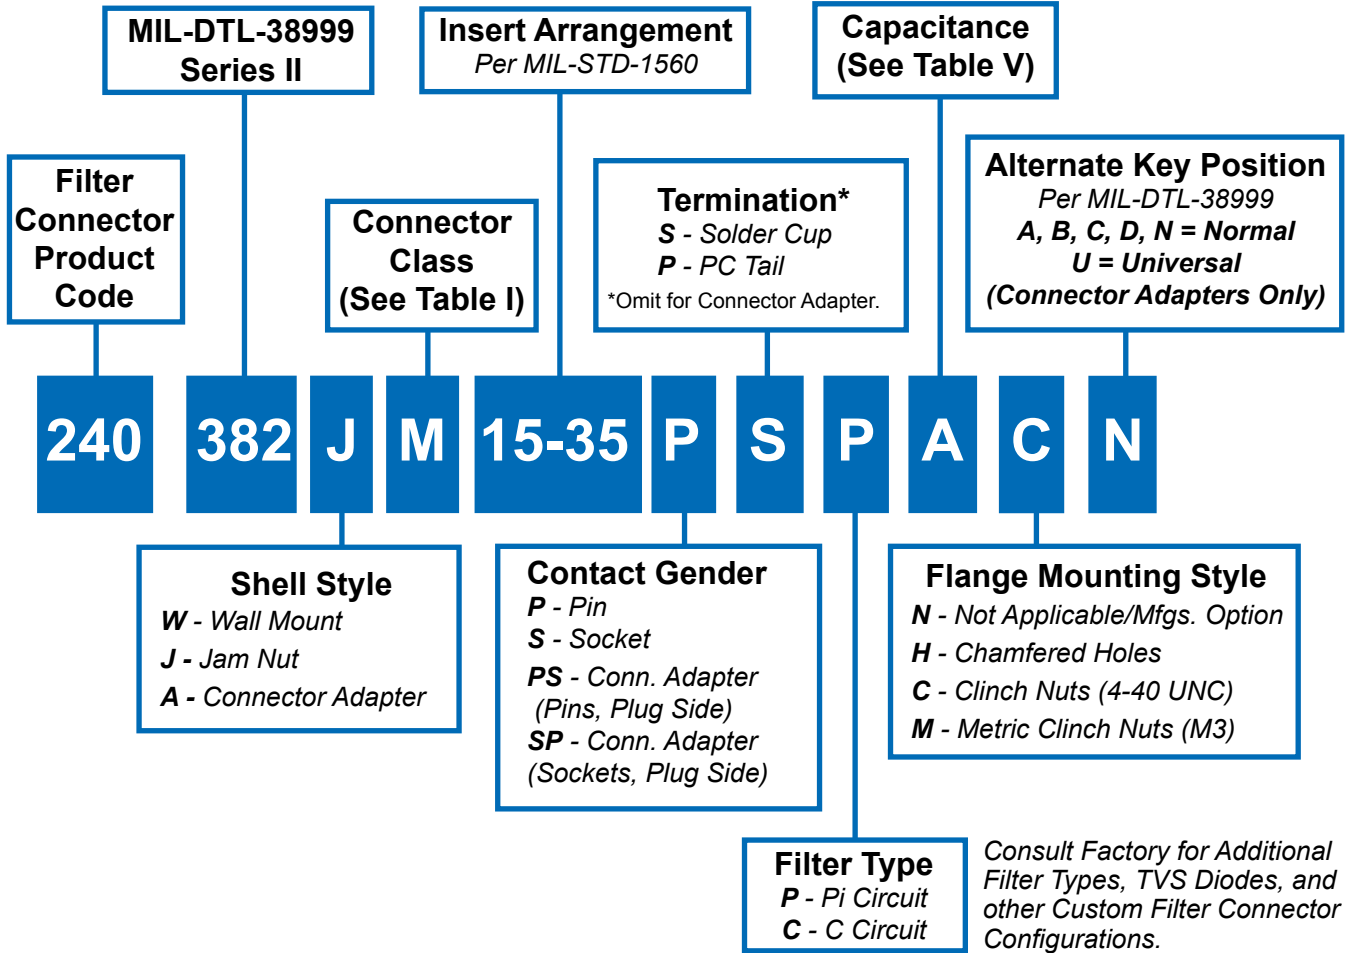 MIL-DTL-38999
Series II
Insert Arrangement
Per MIL-STD-1560
Capacitance
(See Table V)
Filter
Connector
Product
Code
Connector
Class
(See Table I)
Termination*
S - Solder Cup
P - PC Tail
*Omit for Connector Adapter.
Alternate Key Position
Per MIL-DTL-38999
A, B, C, D, N = Normal
U = Universal
(Connector Adapters Only)
240 382 J M 15-35 P S P A C N
Shell Style
W - Wall Mount
J - Jam Nut
A - Connector Adapter
Contact Gender
P - Pin
S - Socket
PS - Conn. Adapter
(Pins, Plug Side)
SP - Conn. Adapter
(Sockets, Plug Side)
Flange Mounting Style
N - Not Applicable/Mfgs. Option
H - Chamfered Holes
C - Clinch Nuts (4-40 UNC)
M - Metric Clinch Nuts (M3)
Filter Type
P - Pi Circuit
C - C Circuit
Consult Factory for Additional
Filter Types, TVS Diodes, and
other Custom Filter Connector
Configurations.